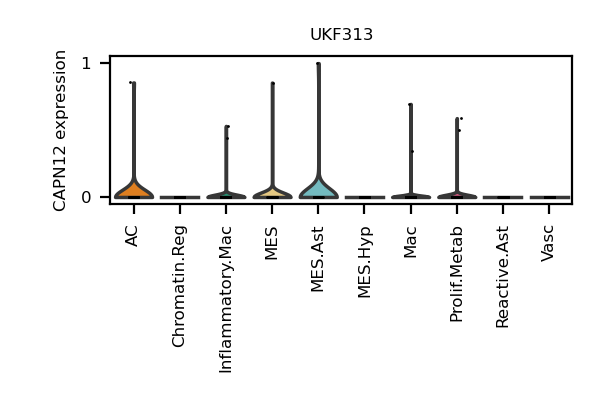 UKF313
CAPN12 expression
1
0
AC
Chromatin.Reg
Inflammatory.Mac
MES
MES.Ast
MES.Hyp
Mac
Prolif.Metab
Reactive.Ast
Vasc